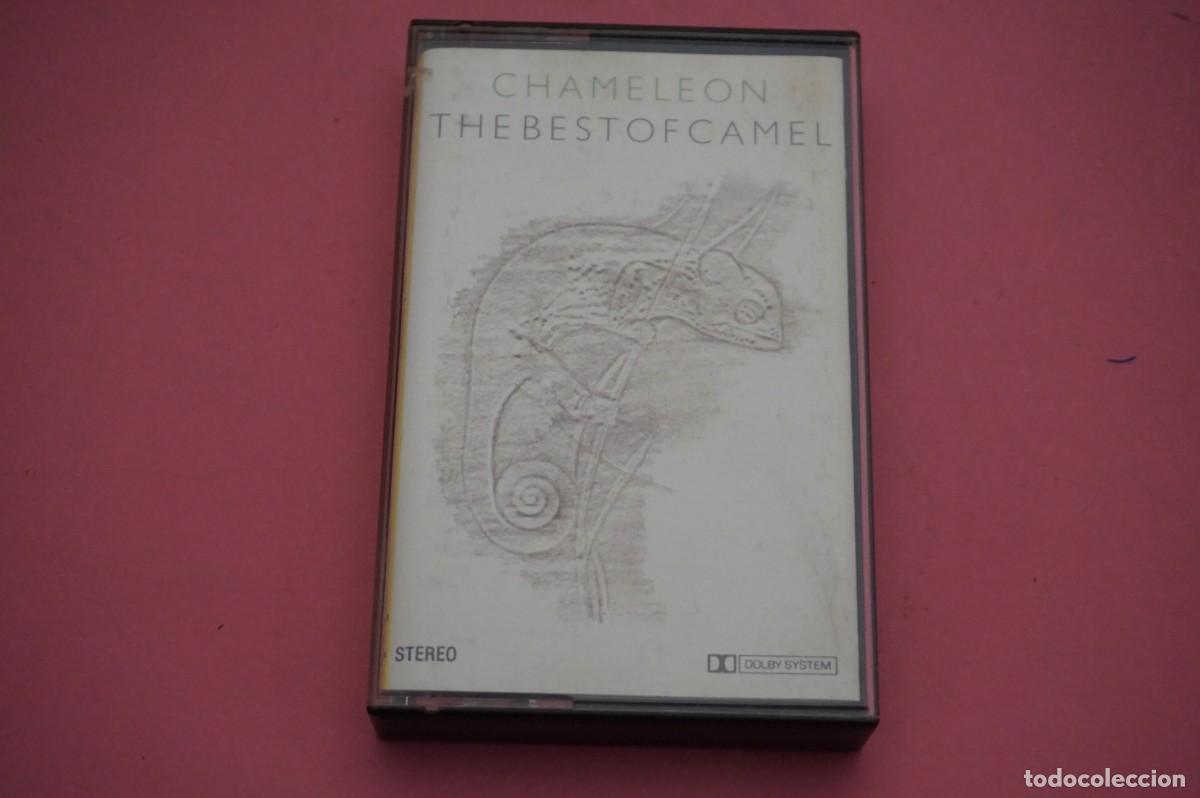 CHAMELEON
THEBESTOFCAMEL
STEREO
DOLBY SYSTEM
todocoleccion